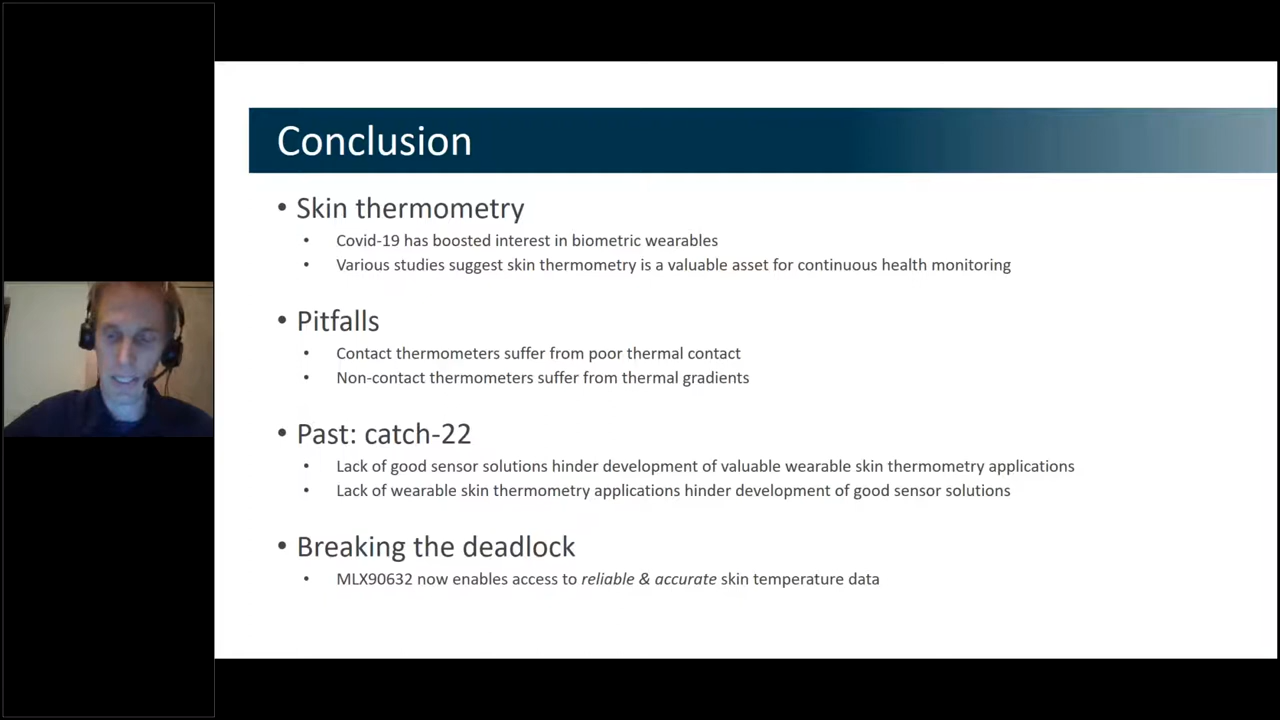 Conclusion
• Skin thermometry
• Covid-19 has boosted interest in biometric wearables
• Various studies suggest skin thermometry is a valuable asset for continuous health monitoring
• Pitfalls
• Contact thermometers suffer from poor thermal contact
• Non-contact thermometers suffer from thermal gradients
• Past: catch-22
• Lack of good sensor solutions hinder development of valuable wearable skin thermometry applications
• Lack of wearable skin thermometry applications hinder development of good sensor solutions
• Breaking the deadlock
• MLX90632 now enables access to reliable & accurate skin temperature data